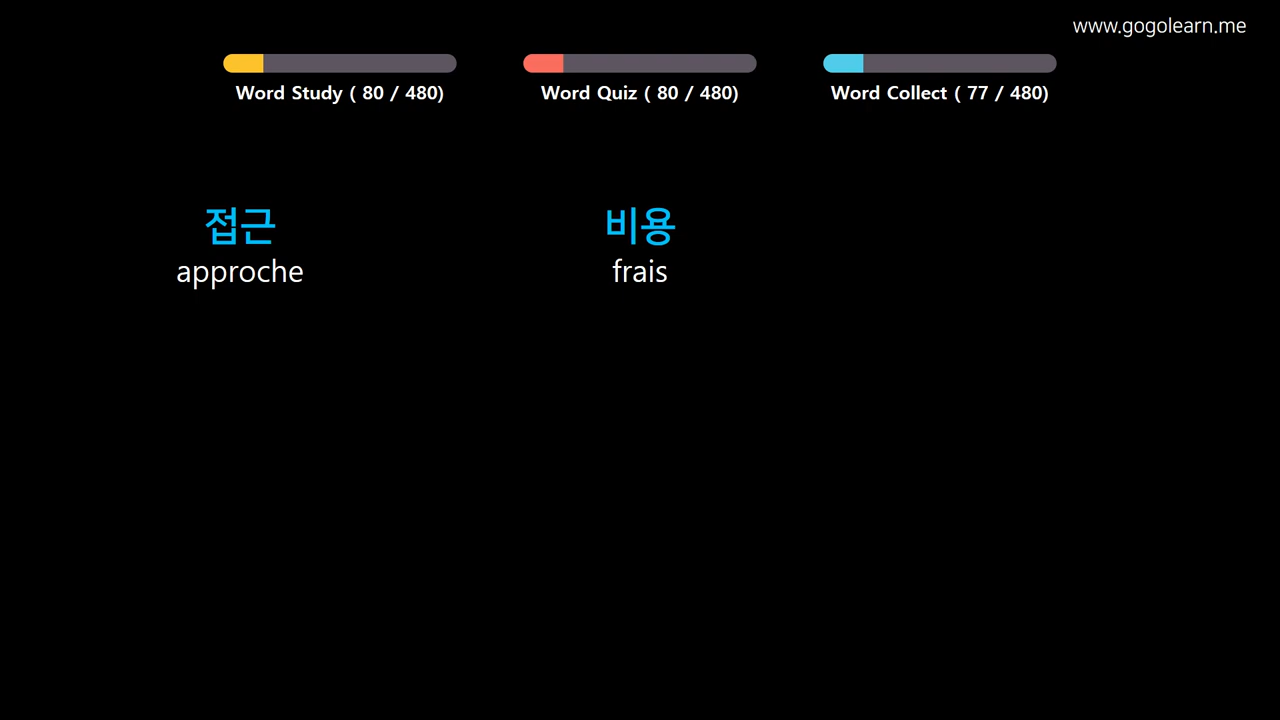 www.gogolearn.me
Word Study ( 80 / 480)
Word Quiz ( 80 / 480)
Word Collect ( 77 / 480)
접근
approche
비용
frais